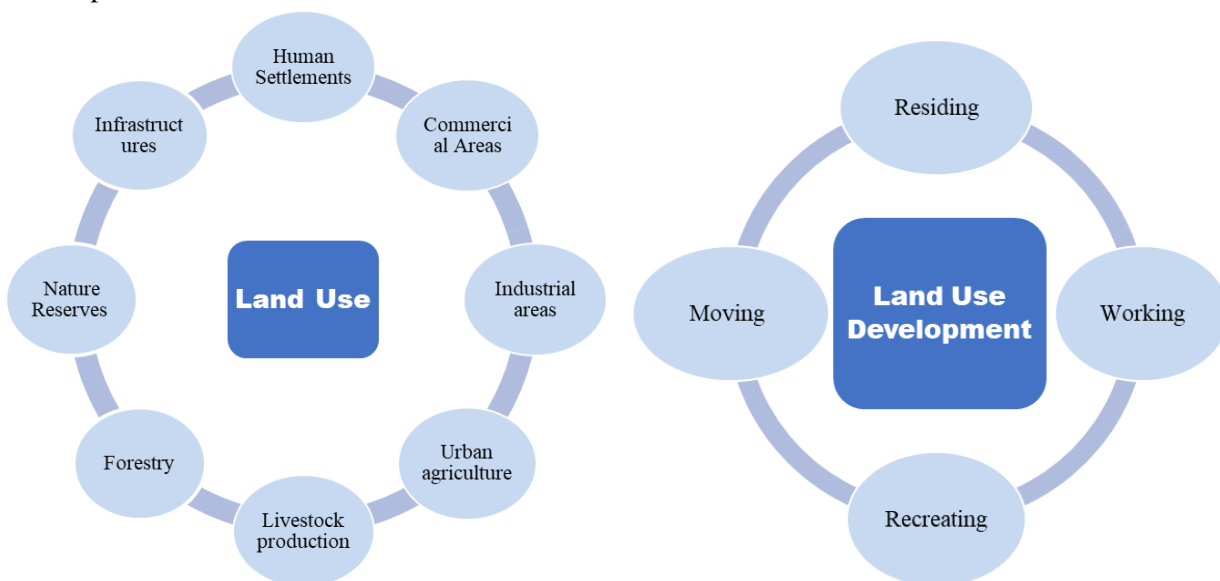 Human
Settlements
Commerci
al Areas
Industrial
areas
Urban
agriculture
Livestock
production
Forestry
Nature
Reserves
Infrastruct
ures
Land Use
Residing
Working
Recreating
Moving
Land Use
Development